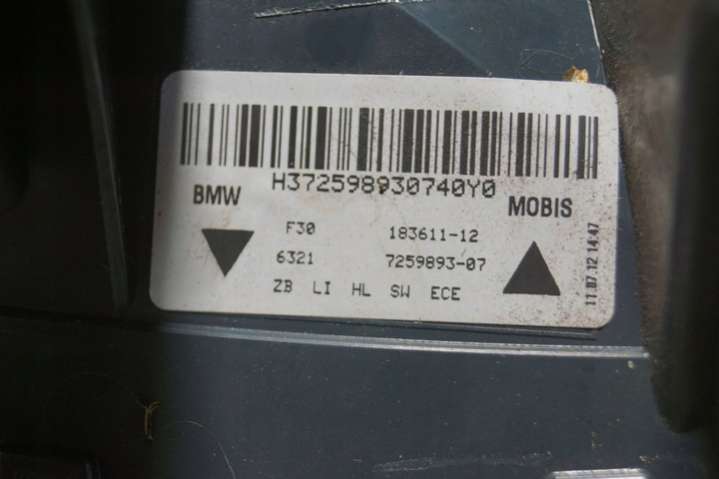 H372598930740Y0
BMW
MOBIS
F30 183611-12
6321 7259893-07
ZB LI HL SW ECE
11.07.12 14:47